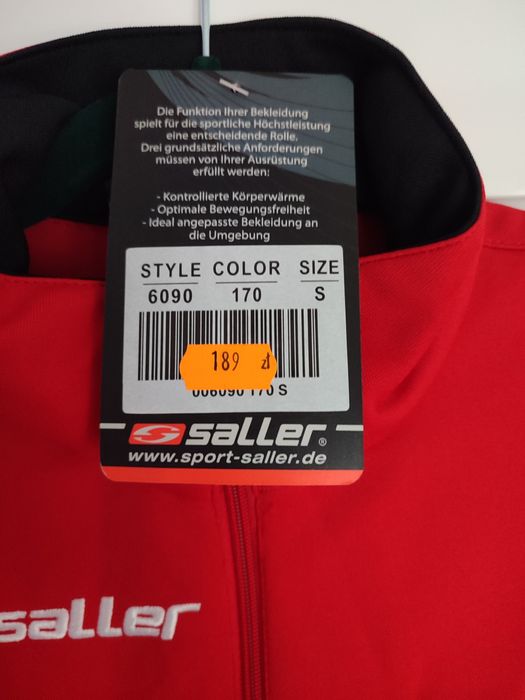 Die Funktion Ihrer Bekleidung
spielt für die sportliche Höchstleistung
eine entscheidende Rolle.
Drei grundsätzliche Anforderungen
müssen von Ihrer Ausrüstung
erfüllt werden:
- Kontrollierte Körperwärme
- Optimale Bewegungsfreiheit
- Ideal angepasste Bekleidung an
die Umgebung
STYLE COLOR SIZE
6090 170 S
189 zł
006090 170 S
saller®
www.sport-saller.de
saller